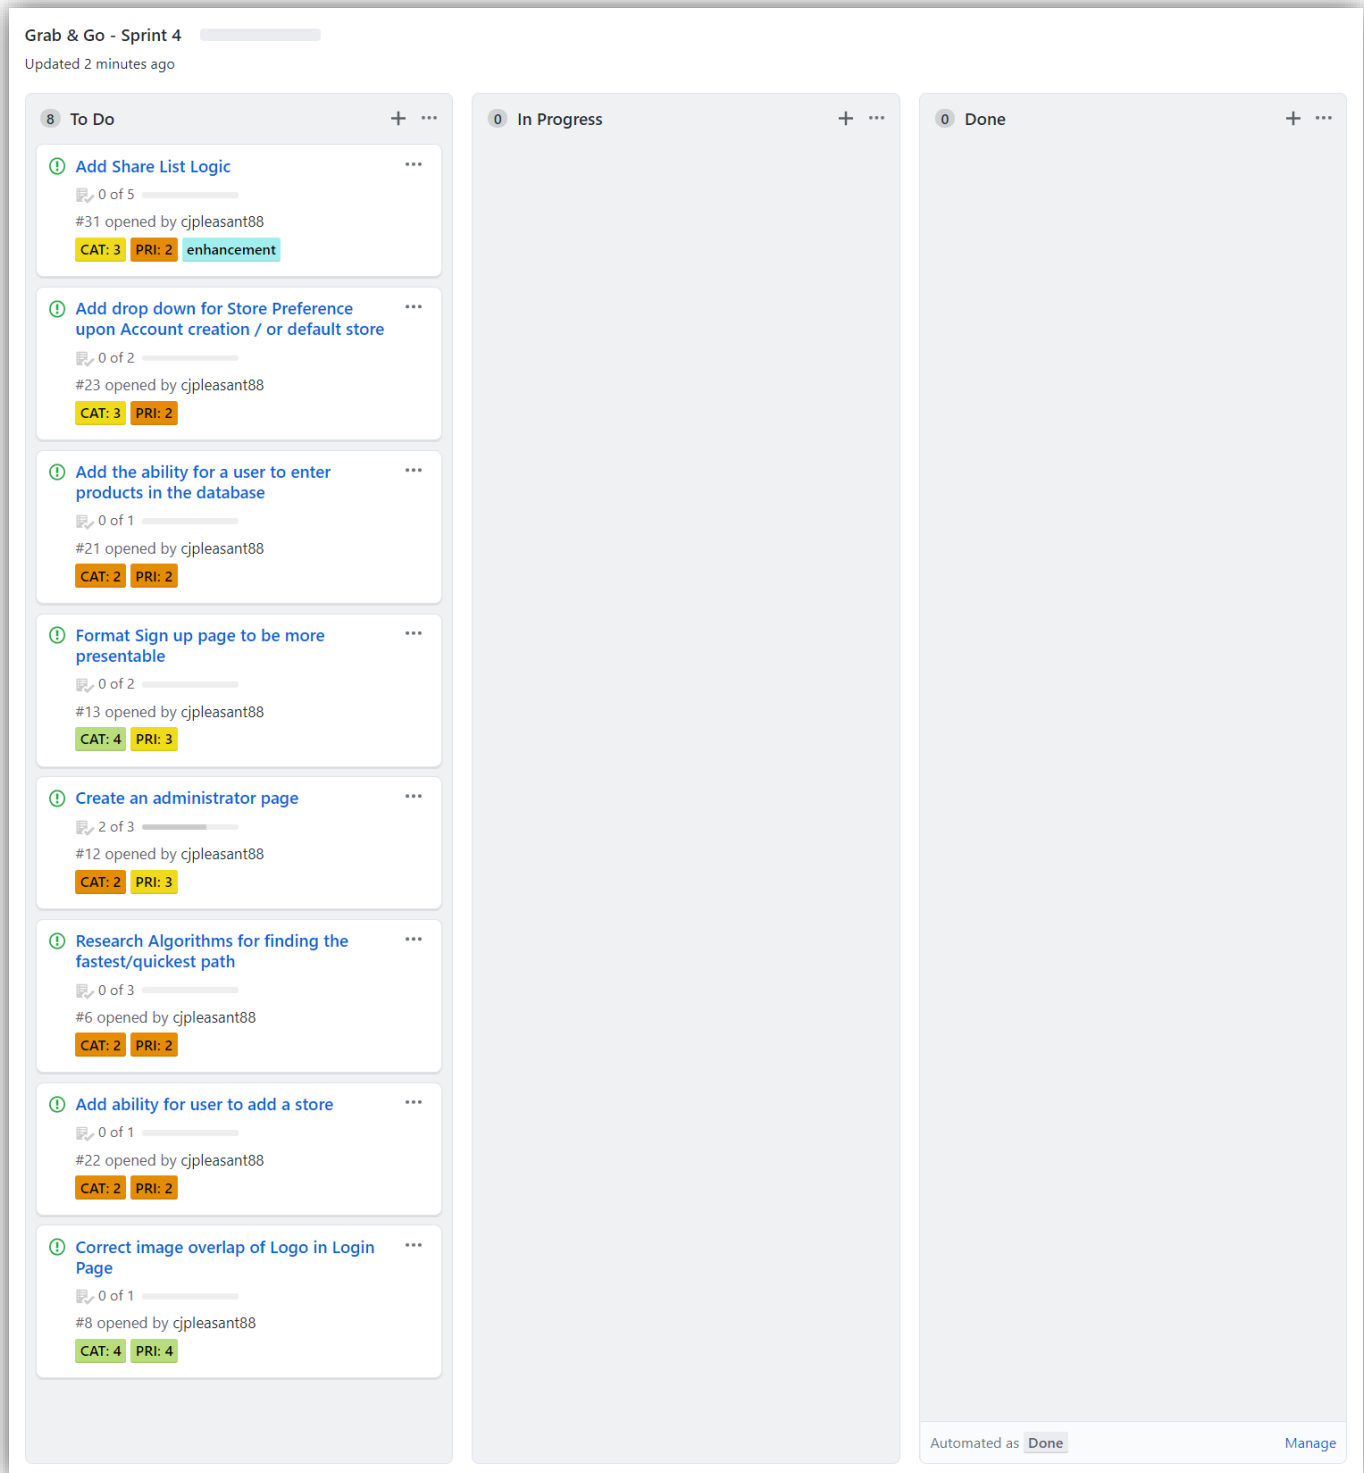 Grab & Go - Sprint 4
Updated 2 minutes ago
8 To Do
Add Share List Logic
0 of 5
#31 opened by cjpleasant88
CAT: 3 PRI: 2 enhancement
Add drop down for Store Preference
upon Account creation / or default store
0 of 2
#23 opened by cjpleasant88
CAT: 3 PRI: 2
Add the ability for a user to enter
products in the database
0 of 1
#21 opened by cjpleasant88
CAT: 2 PRI: 2
Format Sign up page to be more
presentable
0 of 2
#13 opened by cjpleasant88
CAT: 4 PRI: 3
Create an administrator page
2 of 3
#12 opened by cjpleasant88
CAT: 2 PRI: 3
Research Algorithms for finding the
fastest/quickest path
0 of 3
#6 opened by cjpleasant88
CAT: 2 PRI: 2
Add ability for user to add a store
0 of 1
#22 opened by cjpleasant88
CAT: 2 PRI: 2
Correct image overlap of Logo in Login
Page
0 of 1
#8 opened by cjpleasant88
CAT: 4 PRI: 4
0 In Progress
0 Done
Automated as Done Manage